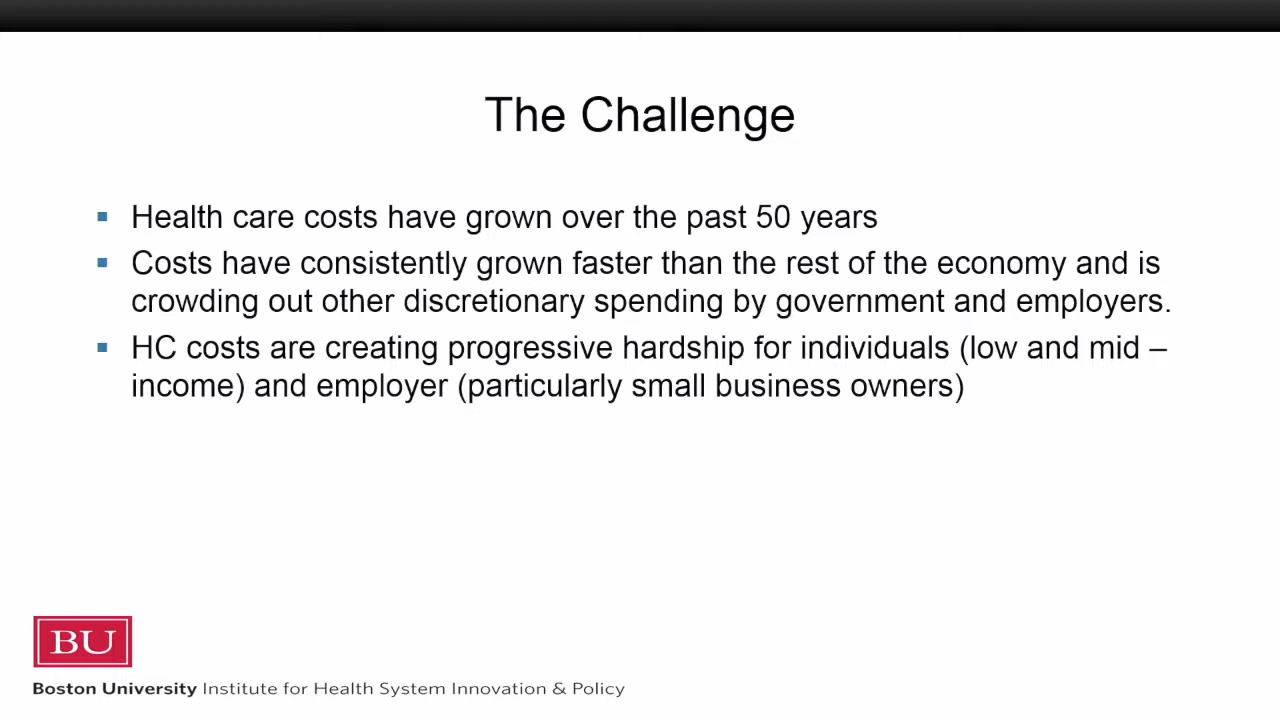 The Challenge
▪ Health care costs have grown over the past 50 years
▪ Costs have consistently grown faster than the rest of the economy and is
crowding out other discretionary spending by government and employers.
▪ HC costs are creating progressive hardship for individuals (low and mid –
income) and employer (particularly small business owners)
BU
Boston University Institute for Health System Innovation & Policy